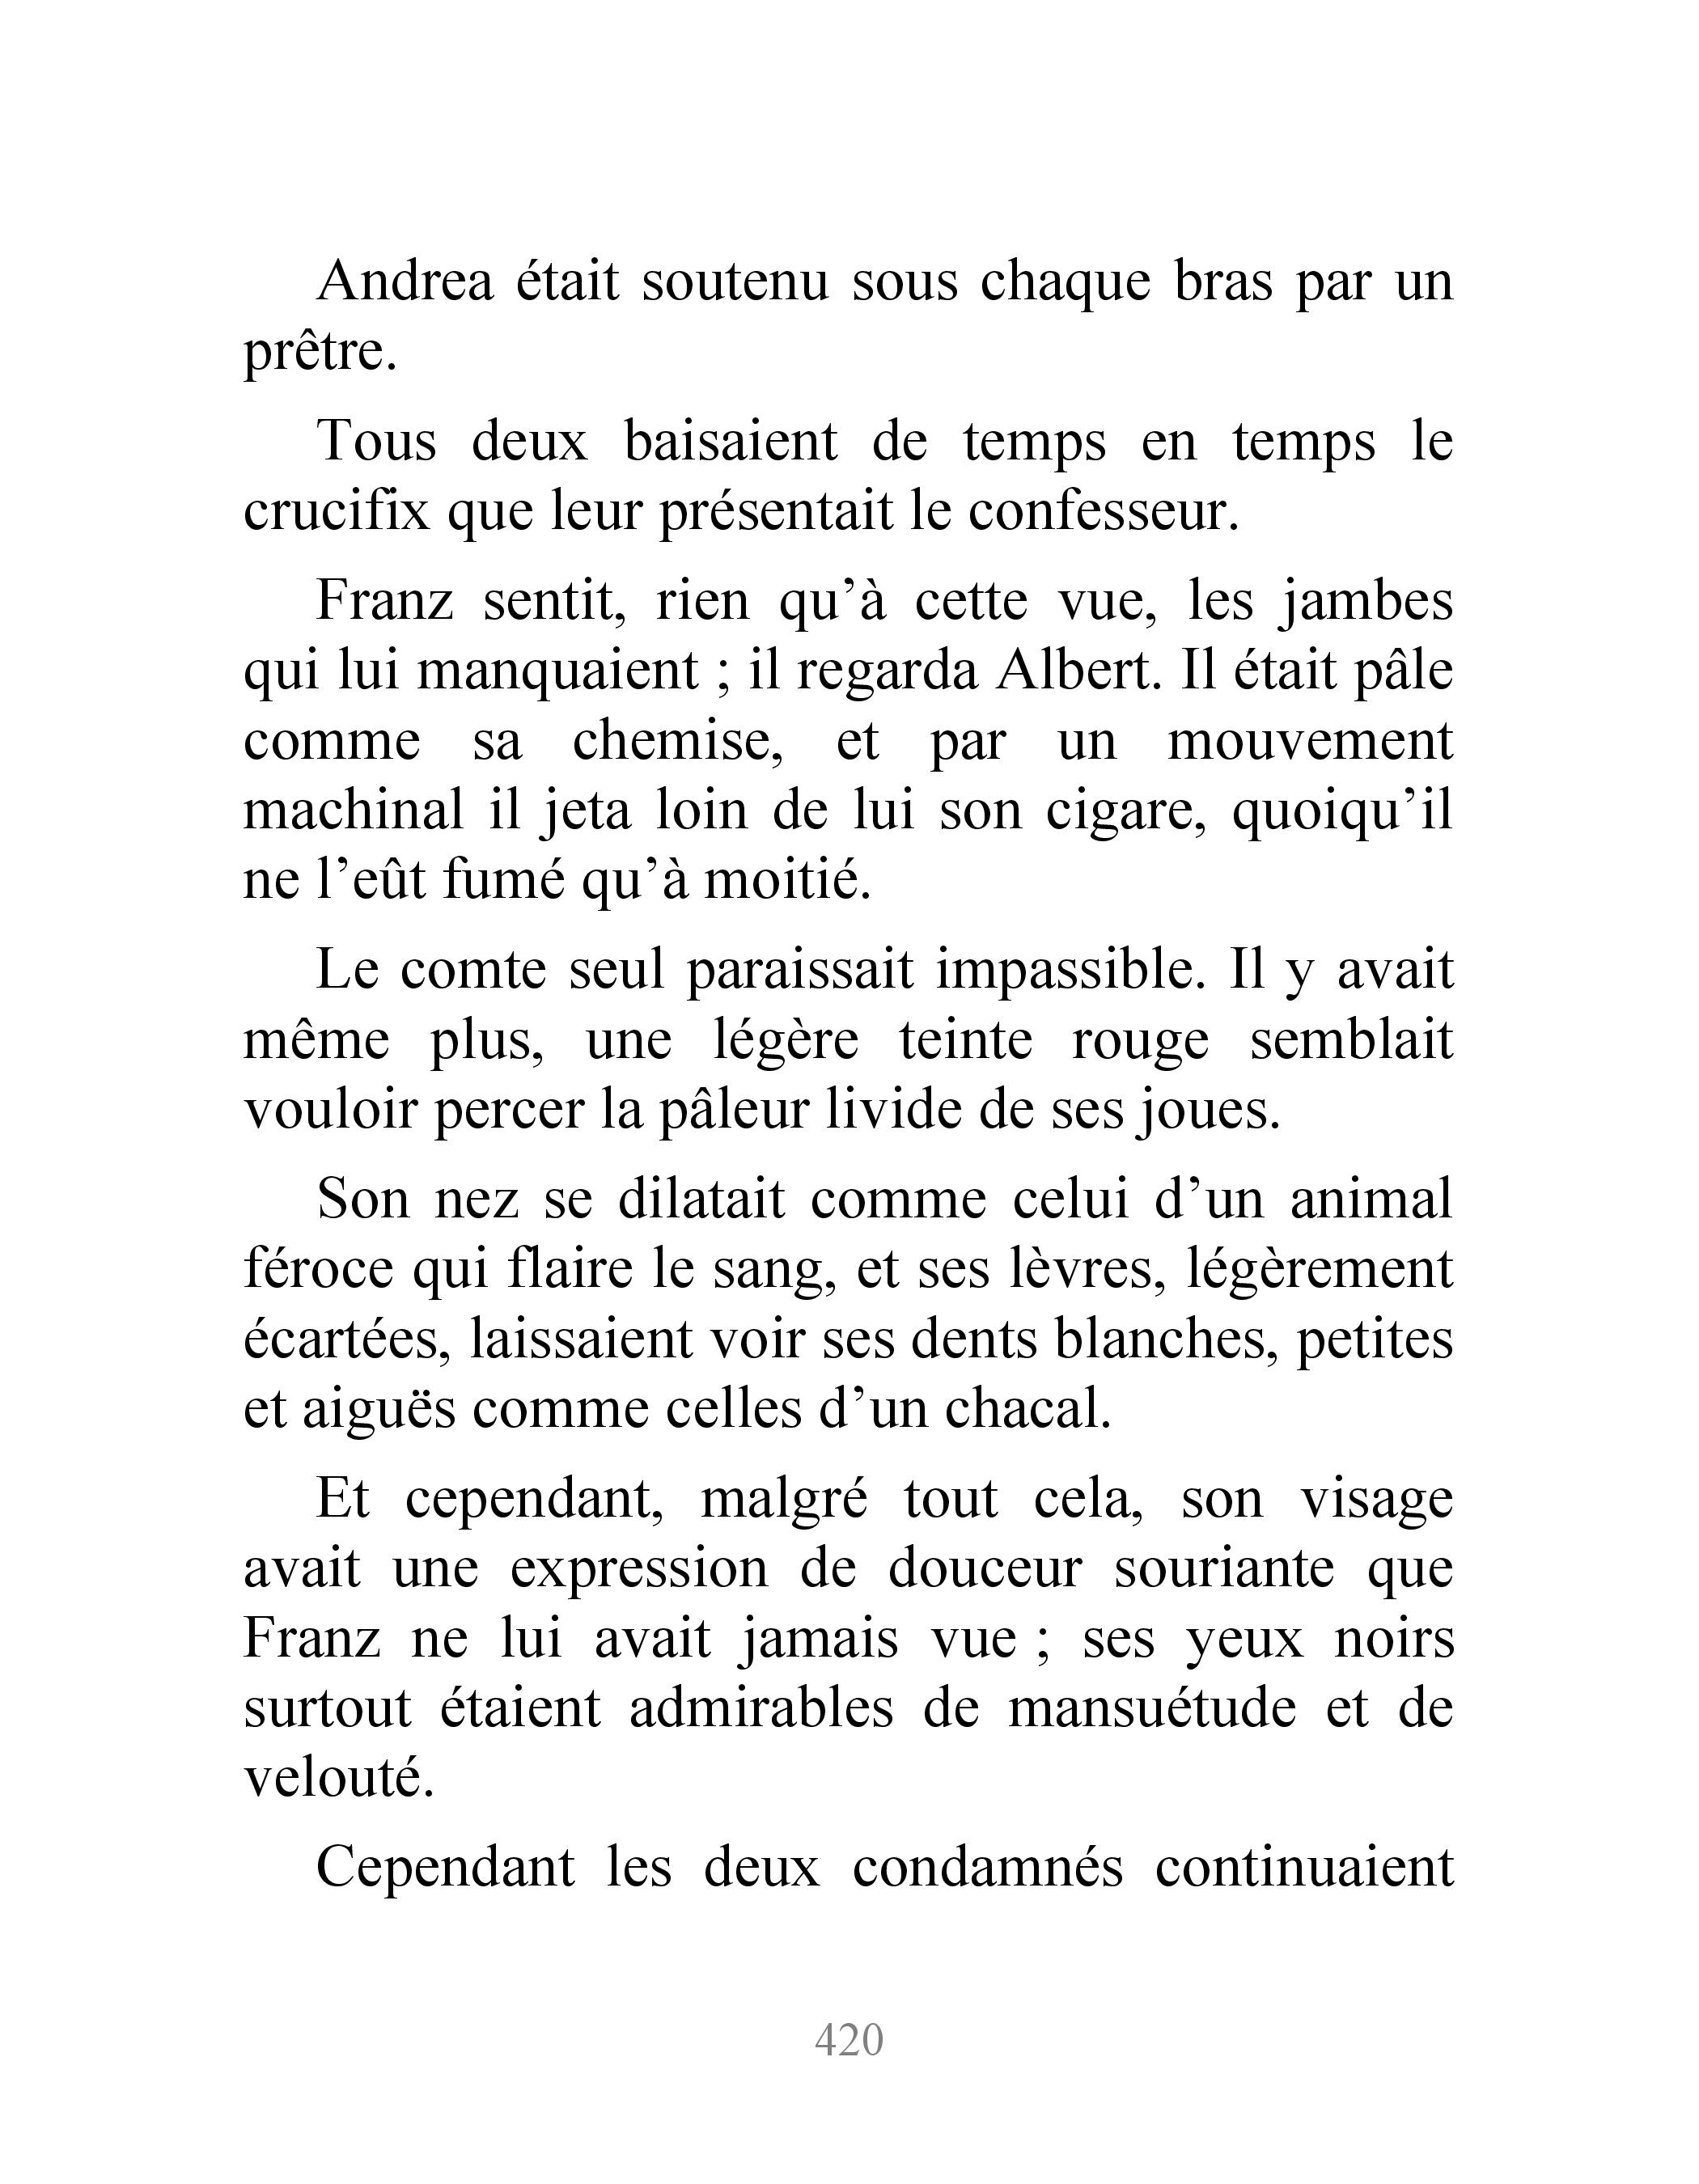 Andrea était soutenu sous chaque bras par un
prêtre.
Tous deux baisaient de temps en temps le
crucifix que leur présentait le confesseur.
Franz sentit, rien qu’à cette vue, les jambes
qui lui manquaient ; il regarda Albert. Il était pâle
comme sa chemise, et par un mouvement
machinal il jeta loin de lui son cigare, quoiqu’il
ne l’eût fumé qu’à moitié.
Le comte seul paraissait impassible. Il y avait
même plus, une légère teinte rouge semblait
vouloir percer la pâleur livide de ses joues.
Son nez se dilatait comme celui d’un animal
féroce qui flaire le sang, et ses lèvres, légèrement
écartées, laissaient voir ses dents blanches, petites
et aiguës comme celles d’un chacal.
Et cependant, malgré tout cela, son visage
avait une expression de douceur souriante que
Franz ne lui avait jamais vue ; ses yeux noirs
surtout étaient admirables de mansuétude et de
velouté.
Cependant les deux condamnés continuaient
420